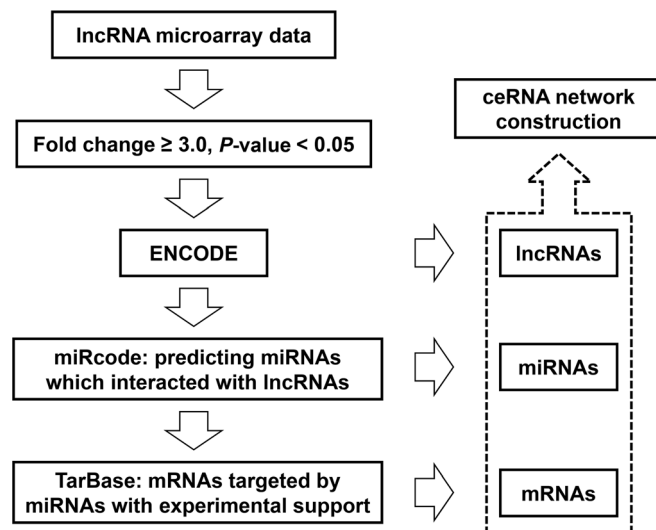 lncRNA microarray data
ceRNA network
construction
Fold change ≥ 3.0, P-value < 0.05
ENCODE
lncRNAs
miRcode: predicting miRNAs
which interacted with lncRNAs
miRNAs
TarBase: mRNAs targeted by
miRNAs with experimental support
mRNAs